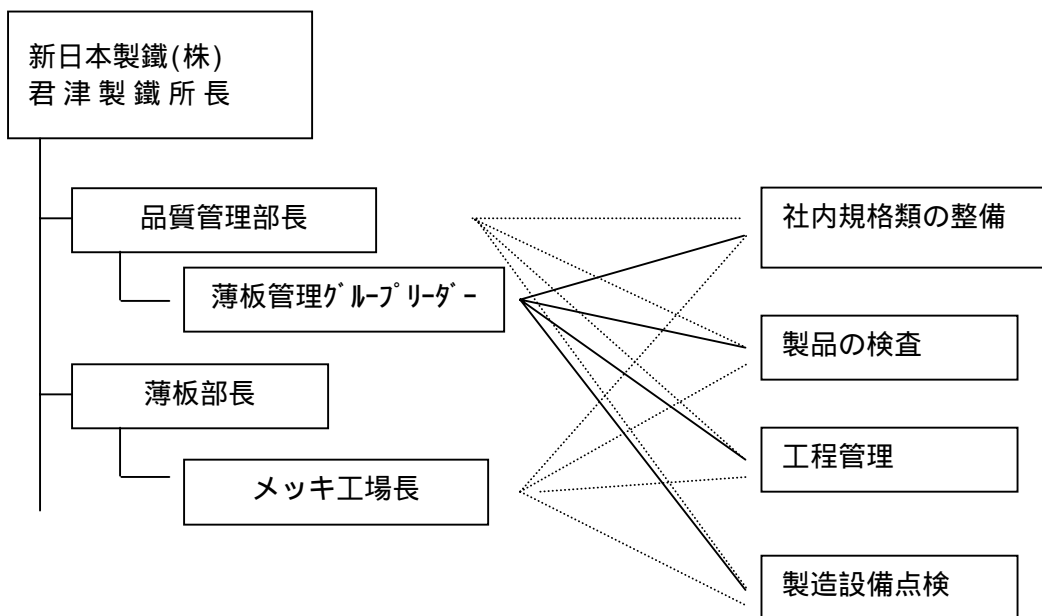 新日本製鐵(株)
君津製鐵所長
品質管理部長
薄板管理ｸﾞﾙｰﾌﾟﾘｰﾀﾞｰ
薄板部長
メッキ工場長
社内規格類の整備
製品の検査
工程管理
製造設備点検